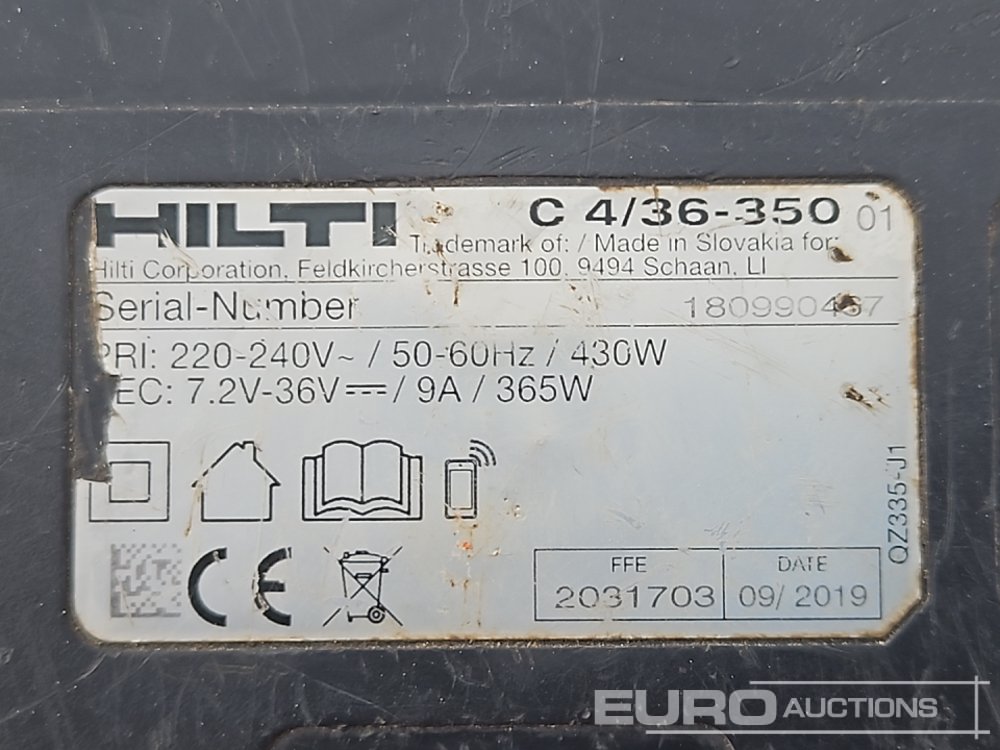 HILTI C 4/36-350 01
Trademark of: / Made in Slovakia for:
Hilti Corporation, Feldkircherstrasse 100, 9494 Schaan, LI
Serial-Number
PRI: 220-240V~ / 50-60Hz / 430W
EC: 7.2V-36V⎓ / 9A / 365W
QZ335-J1
CE
FFE DATE
2031703 09/ 2019
EURO AUCTIONS